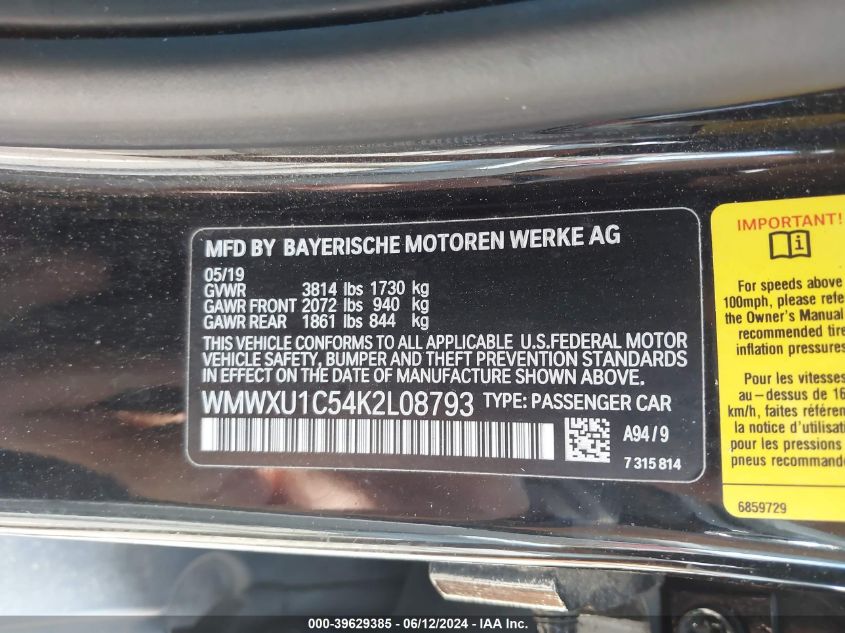 MFD BY BAYERISCHE MOTOREN WERKE AG
05/19
GVWR 3814 lbs 1730 kg
GAWR FRONT 2072 lbs 940 kg
GAWR REAR 1861 lbs 844 kg
THIS VEHICLE CONFORMS TO ALL APPLICABLE U.S.FEDERAL MOTOR
VEHICLE SAFETY, BUMPER AND THEFT PREVENTION STANDARDS
IN EFFECT ON THE DATE OF MANUFACTURE SHOWN ABOVE.
WMWXU1C54K2L08793 TYPE: PASSENGER CAR
A94/9
7 315 814
IMPORTANT!
For speeds above
100mph, please refe
the Owner's Manual
recommended tire
inflation pressures
Pour les vitesses
au-dessus de 16
km/h, faites référen
la notice d'utilisati
pour les pressions
pneus recommandé
6859729
000-39629385 - 06/12/2024 - IAA Inc.